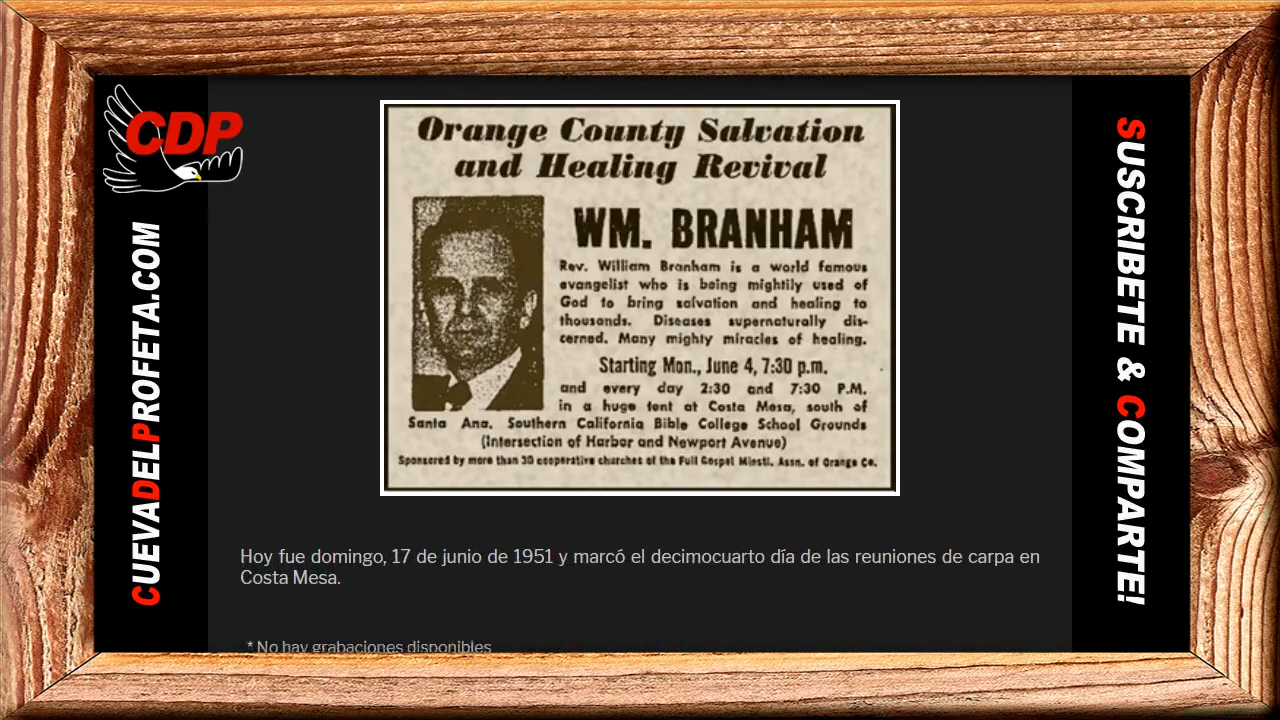 CDP
CUEVADELPROFETA.COM
Orange County Salvation
and Healing Revival
WM. BRANHAM
Rev. William Branham is a world famous
evangelist who is being mightily used of
God to bring salvation and healing to
thousands. Diseases supernaturally dis-
cerned. Many mighty miracles of healing.
Starting Mon., June 4, 7:30 p.m.
and every day 2:30 and 7:30 P.M.
in a huge tent at Costa Mesa, south of
Santa Ana. Southern California Bible College School Grounds
(Intersection of Harbor and Newport Avenue)
Sponsored by more than 30 cooperative churches of the Full Gospel Minstl. Assn. of Orange Co.
Hoy fue domingo, 17 de junio de 1951 y marcó el decimocuarto día de las reuniones de carpa en
Costa Mesa.
* No hay grabaciones disponibles
SUSCRIBETE & COMPARTE!